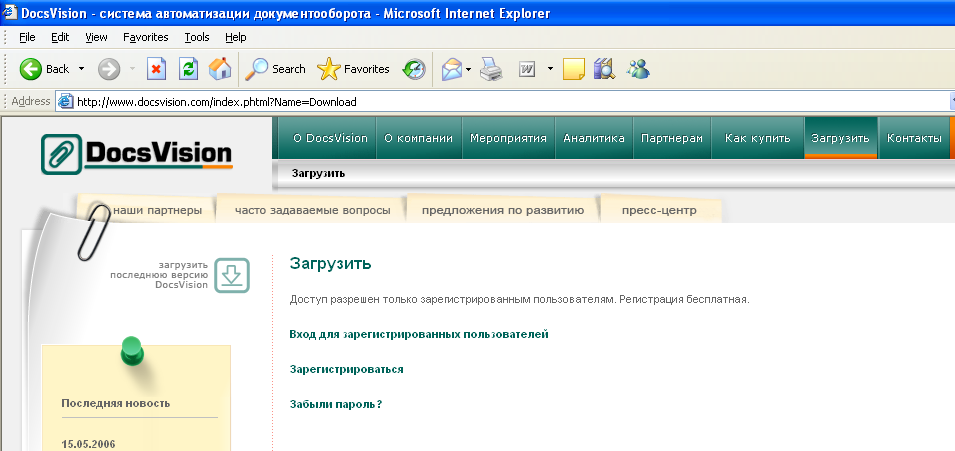 DocsVision - система автоматизации документооборота - Microsoft Internet Explorer
File Edit View Favorites Tools Help
Back Search Favorites
Address http://www.docsvision.com/index.phtml?Name=Download
DocsVision
О DocsVision О компании Мероприятия Аналитика Партнерам Как купить Загрузить Контакты
Загрузить
наши партнеры часто задаваемые вопросы предложения по развитию пресс-центр
загрузить
последнюю версию
DocsVision
Загрузить
Доступ разрешен только зарегистрированным пользователям. Регистрация бесплатная.
Вход для зарегистрированных пользователей
Зарегистрироваться
Забыли пароль?
Последняя новость
15.05.2006